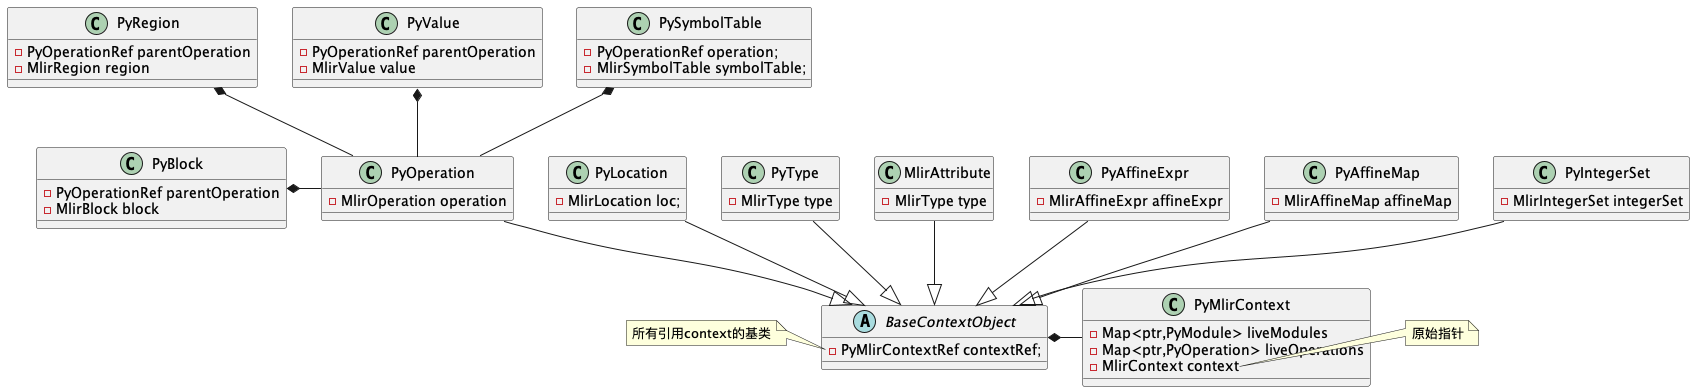 C PyRegion
PyOperationRef parentOperation
MlirRegion region
C PyValue
PyOperationRef parentOperation
MlirValue value
C PySymbolTable
PyOperationRef operation;
MlirSymbolTable symbolTable;
C PyBlock
PyOperationRef parentOperation
MlirBlock block
C PyOperation
MlirOperation operation
C PyLocation
MlirLocation loc;
C PyType
MlirType type
C MlirAttribute
MlirType type
C PyAffineExpr
MlirAffineExpr affineExpr
C PyAffineMap
MlirAffineMap affineMap
C PyIntegerSet
MlirIntegerSet integerSet
所有引用context的基类
A BaseContextObject
PyMlirContextRef contextRef;
C PyMlirContext
Map<ptr,PyModule> liveModules
Map<ptr,PyOperation> liveOperations
MlirContext context
原始指针